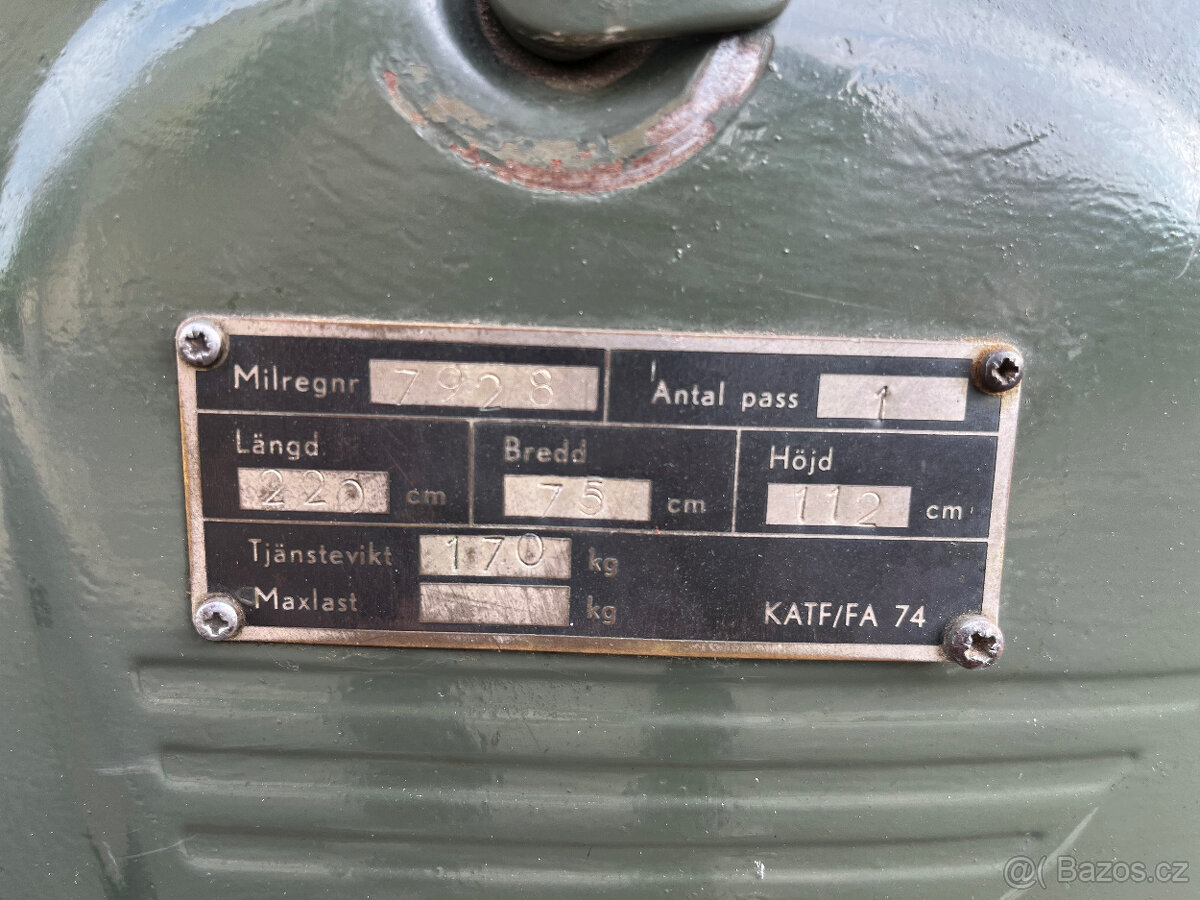 Milregnr 7928 Antal pass 1
Längd Bredd Höjd
220 cm 75 cm 112 cm
Tjänstevikt 170 kg
Maxlast kg
KATF/FA 74
@( Bazos.cz